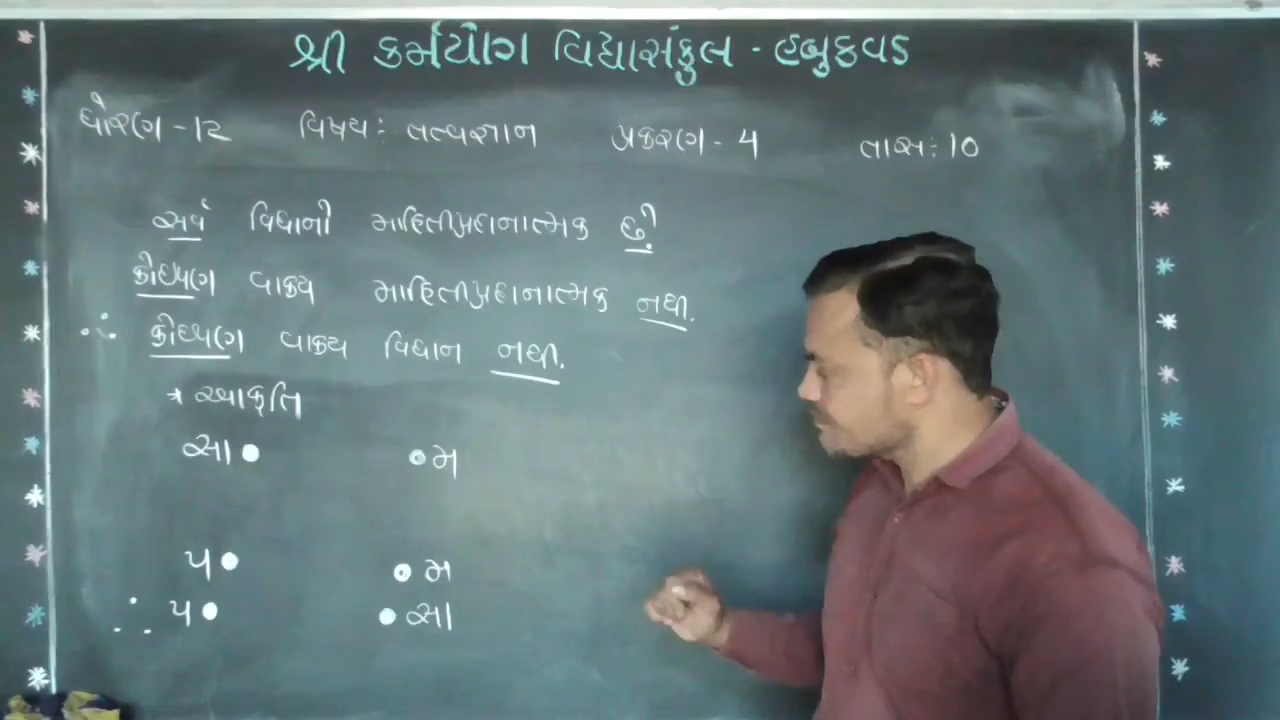 શ્રી કર્મયોગ વિદ્યાસંકુલ - હબુકવડ
ધોરણ - 12 વિષય : તત્વજ્ઞાન પ્રકરણ - 4 તાસ : 10
સર્વ વિધાનો માહિતીપ્રદાનાત્મક છે.
કોઇપણ વાક્ય માહિતીપ્રદાનાત્મક નથી.
∴ કોઇપણ વાક્ય વિધાન નથી.
* આકૃતિ
સા ● ● મ
પ ● ● મ
∴ પ ● ● સા